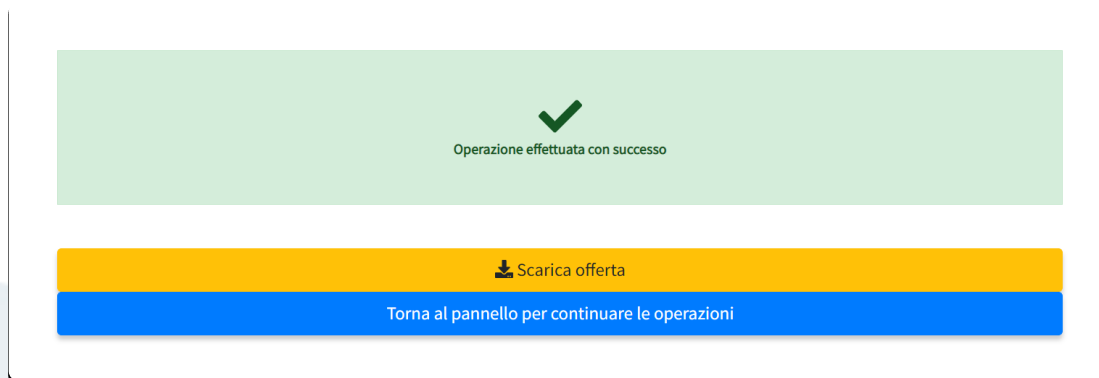 Operazione effettuata con successo
Scarica offerta
Torna al pannello per continuare le operazioni